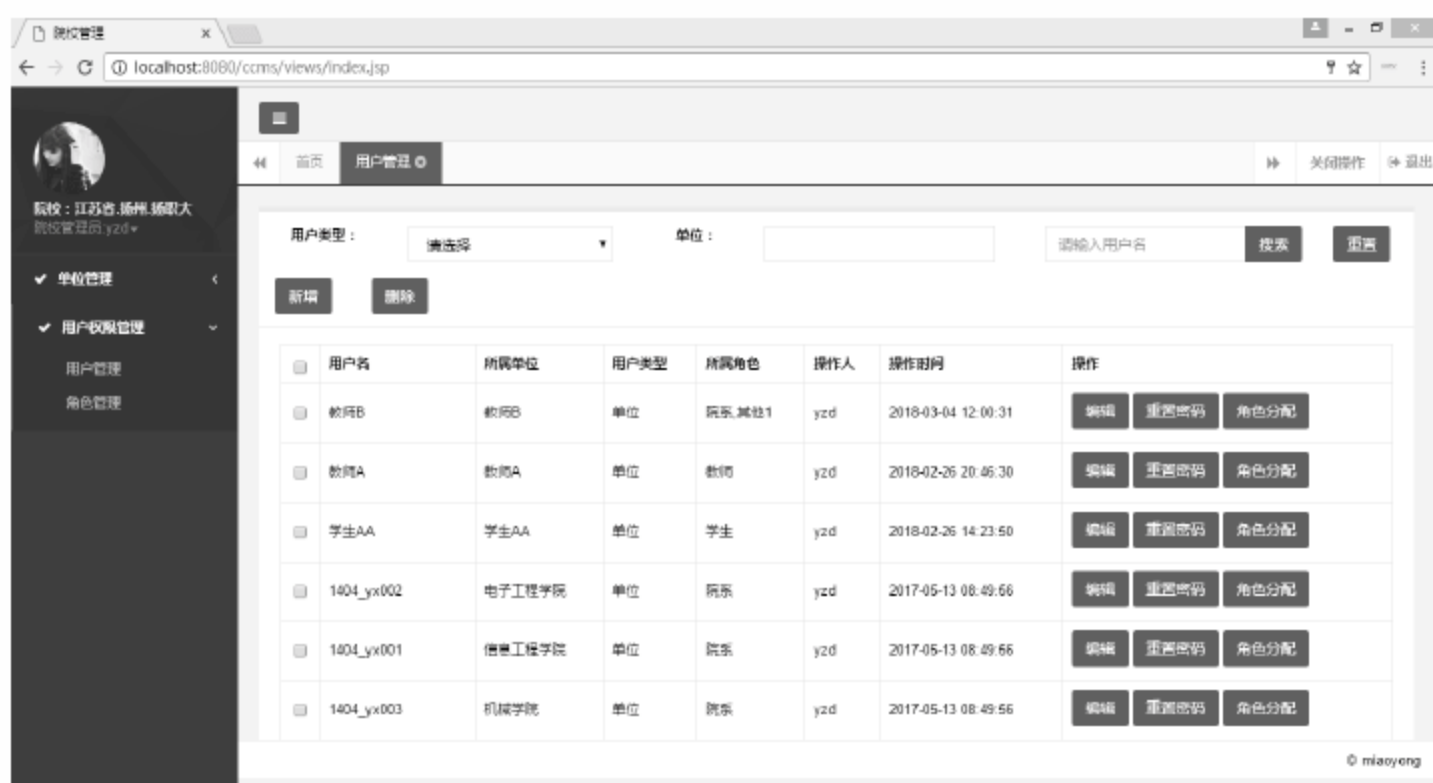 院校管理
localhost:8080/ccms/views/index.jsp
院校：江苏省.扬州.扬职大
院校管理员:yzd
单位管理
用户权限管理
用户管理
角色管理
首页 用户管理 关闭操作 退出
用户类型： 请选择 单位： 请输入用户名 搜索 重置
新增 删除
用户名 所属单位 用户类型 所属角色 操作人 操作时间 操作
教师B 教师B 单位 院系,其他1 yzd 2018-03-04 12:00:31 编辑 重置密码 角色分配
教师A 教师A 单位 教师 yzd 2018-02-26 20:46:30 编辑 重置密码 角色分配
学生AA 学生AA 单位 学生 yzd 2018-02-26 14:23:50 编辑 重置密码 角色分配
1404_yx002 电子工程学院 单位 院系 yzd 2017-05-13 08:49:56 编辑 重置密码 角色分配
1404_yx001 信息工程学院 单位 院系 yzd 2017-05-13 08:49:56 编辑 重置密码 角色分配
1404_yx003 机械学院 单位 院系 yzd 2017-05-13 08:49:56 编辑 重置密码 角色分配
© miaoyong